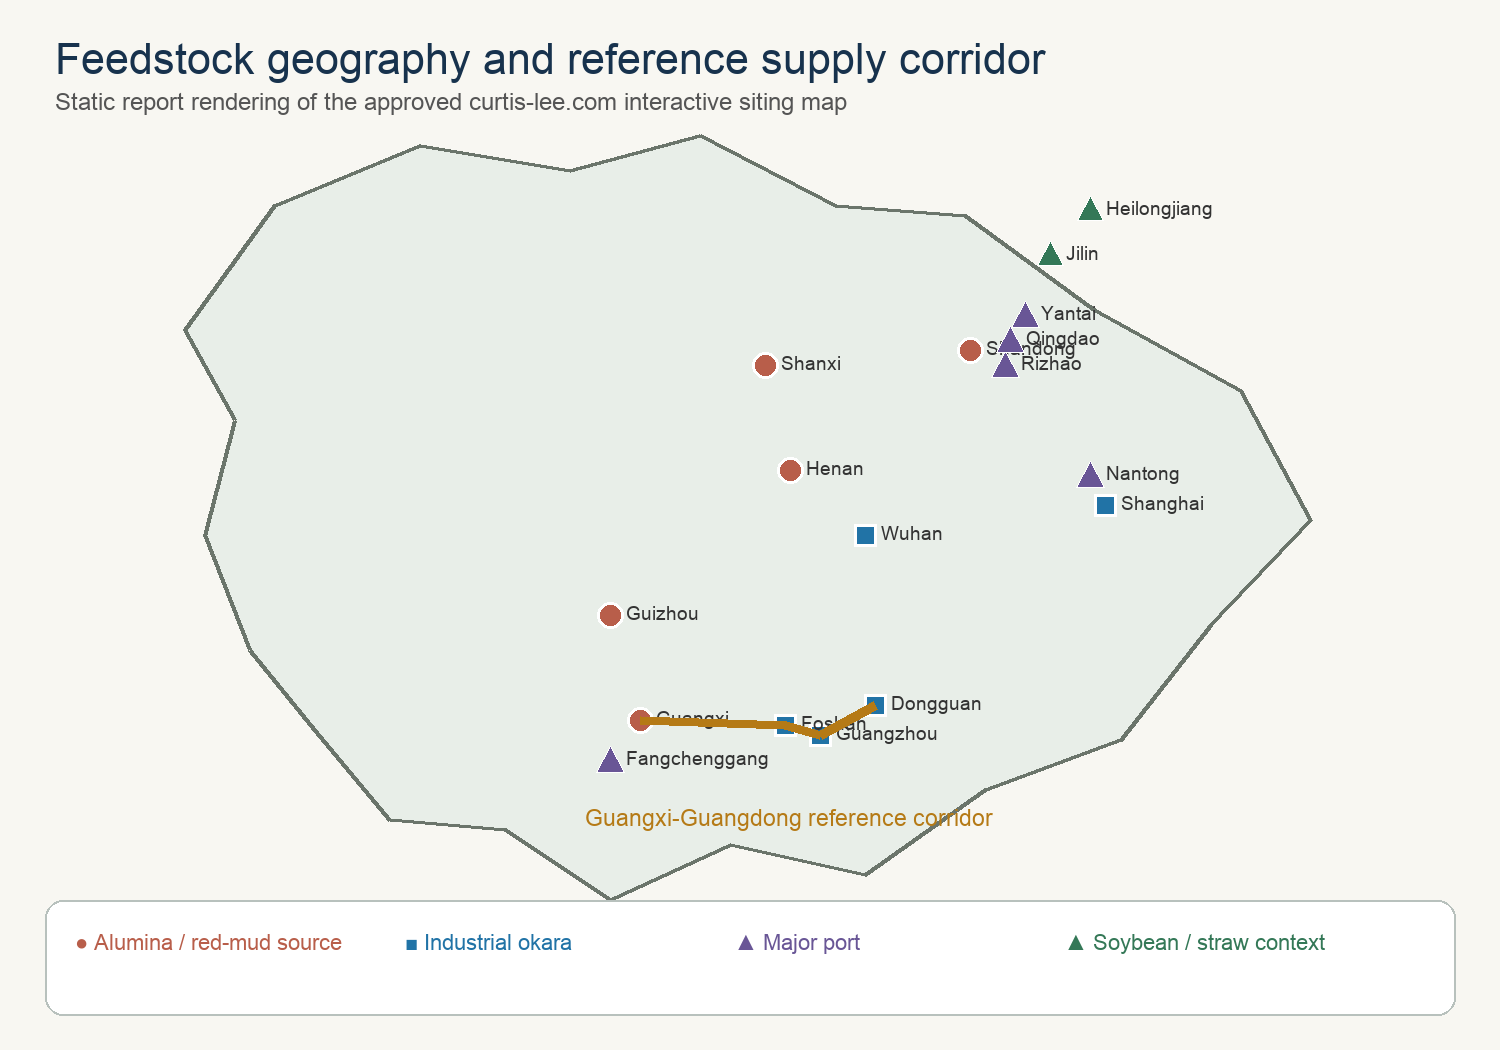 Feedstock geography and reference supply corridor
Static report rendering of the approved curtis-lee.com interactive siting map
Heilongjiang
Jilin
Yantai
Qingdao
Shandong
Rizhao
Shanxi
Henan
Nantong
Shanghai
Wuhan
Guizhou
Dongguan
Guangxi
Foshan
Guangzhou
Fangchenggang
Guangxi-Guangdong reference corridor
Alumina / red-mud source
Industrial okara
Major port
Soybean / straw context